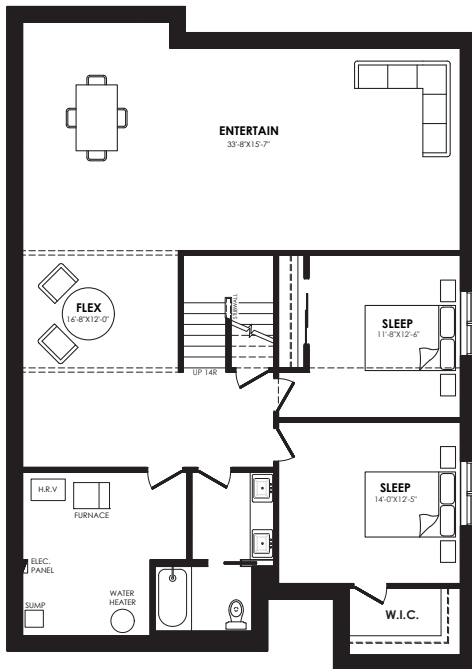 ENTERTAIN
33'-8"X15'-7"
FLEX
16'-8"X12'-0"
STUBWALL
UP 14R
SLEEP
11'-8"X12'-6"
SLEEP
14'-0"X12'-5"
H.R.V
FURNACE
ELEC.
PANEL
SUMP
WATER
HEATER
W.I.C.